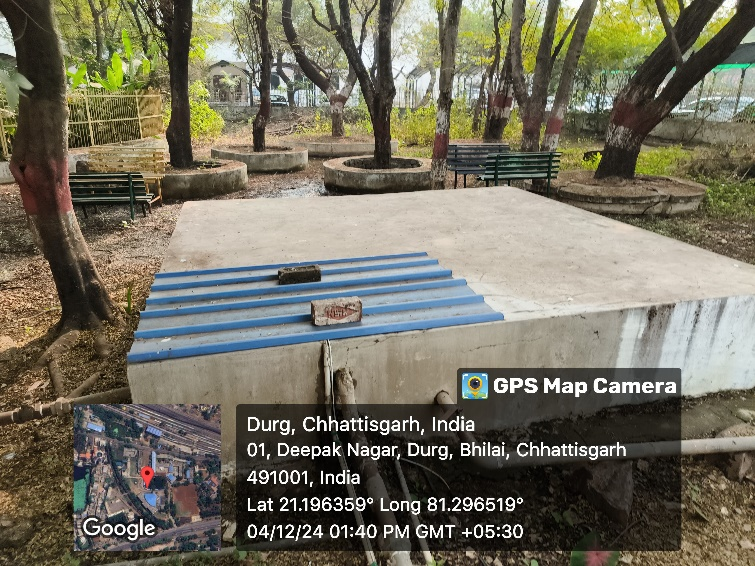 GPS Map Camera
Durg, Chhattisgarh, India
01, Deepak Nagar, Durg, Bhilai, Chhattisgarh
491001, India
Lat 21.196359° Long 81.296519°
04/12/24 01:40 PM GMT +05:30
Google